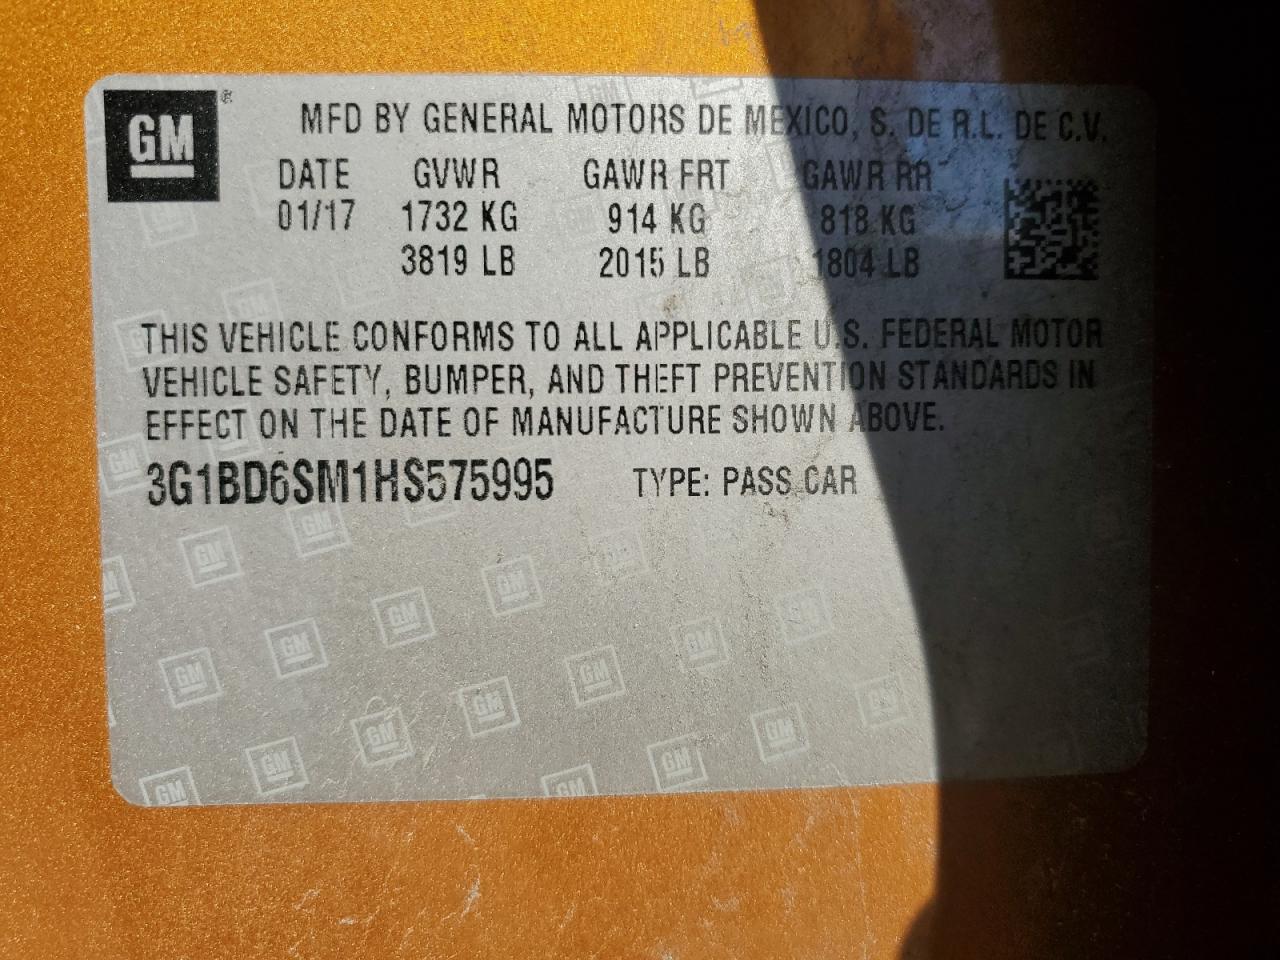 GM ®
MFD BY GENERAL MOTORS DE MEXICO, S. DE R.L. DE C.V.
DATE GVWR GAWR FRT GAWR RR
01/17 1732 KG 914 KG 818 KG
3819 LB 2015 LB 1804 LB
THIS VEHICLE CONFORMS TO ALL APPLICABLE U.S. FEDERAL MOTOR
VEHICLE SAFETY, BUMPER, AND THEFT PREVENTION STANDARDS IN
EFFECT ON THE DATE OF MANUFACTURE SHOWN ABOVE.
3G1BD6SM1HS575995 TYPE: PASS CAR